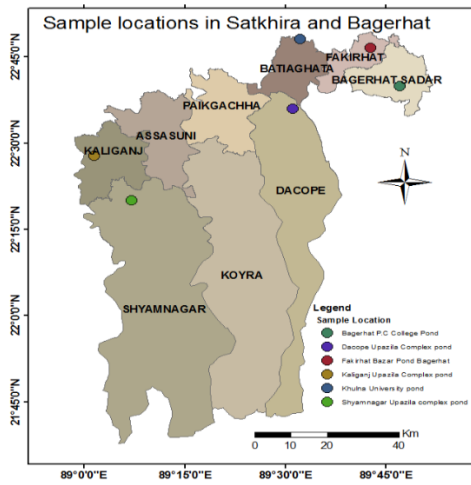 Sample locations in Satkhira and Bagerhat
22°45'0"N
22°30'0"N
22°15'0"N
22°0'0"N
21°45'0"N
FAKIRHAT
BATIAGHATA
BAGERHAT SADAR
PAIKGACHHA
ASSASUNI
KALIGANJ
DACOPE
N
KOYRA
SHYAMNAGAR
Legend
Sample Location
Bagerhat P.C College Pond
Dacope Upazila Complex pond
Fakirhat Bazar Pond Bagerhat
Kaliganj Upazila Complex pond
Khulna University pond
Shyamnagar Upazila complex pond
Km
0 10 20 40
89°0'0"E 89°15'0"E 89°30'0"E 89°45'0"E